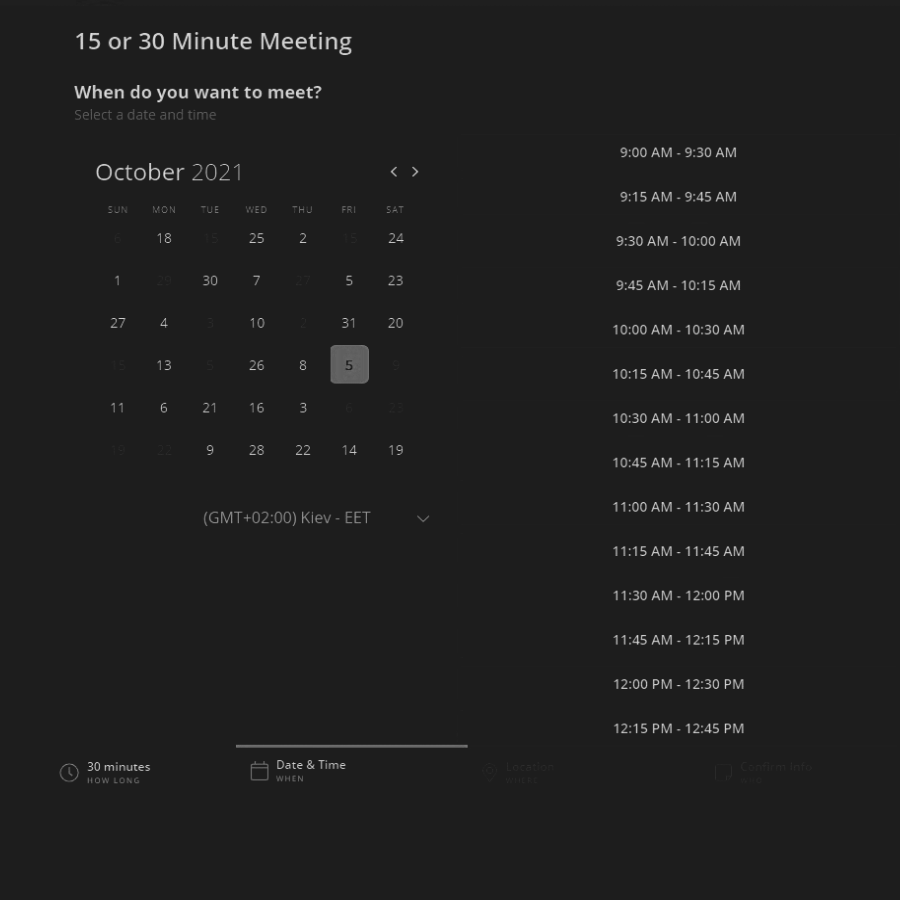 15 or 30 Minute Meeting
When do you want to meet?
Select a date and time
October 2021
SUN MON TUE WED THU FRI SAT
6 18 15 25 2 15 24
1 29 30 7 27 5 23
27 4 3 10 2 31 20
15 13 5 26 8 5 9
11 6 21 16 3 6 23
19 22 9 28 22 14 19
(GMT+02:00) Kiev - EET
9:00 AM - 9:30 AM
9:15 AM - 9:45 AM
9:30 AM - 10:00 AM
9:45 AM - 10:15 AM
10:00 AM - 10:30 AM
10:15 AM - 10:45 AM
10:30 AM - 11:00 AM
10:45 AM - 11:15 AM
11:00 AM - 11:30 AM
11:15 AM - 11:45 AM
11:30 AM - 12:00 PM
11:45 AM - 12:15 PM
12:00 PM - 12:30 PM
12:15 PM - 12:45 PM
30 minutes
HOW LONG
Date & Time
WHEN
Location
WHERE
Confirm Info